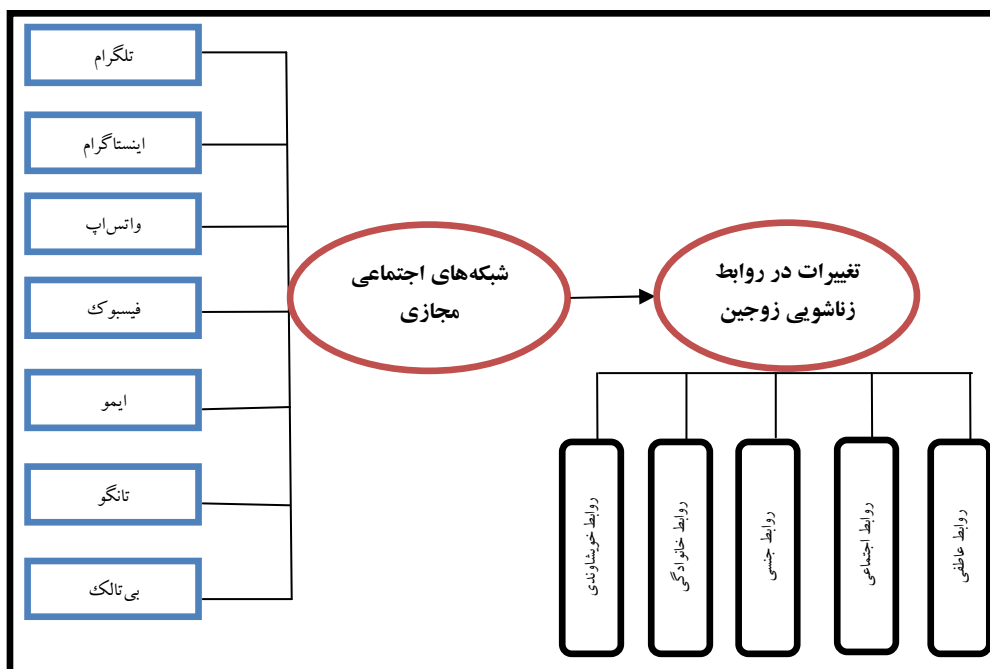 تلگرام
اینستاگرام
واتس‌اپ
فیسبوک
ایمو
تانگو
بی‌تالک
شبکه‌های اجتماعی
مجازی
تغییرات در روابط
زناشویی زوجین
روابط عاطفی
روابط اجتماعی
روابط جنسی
روابط خانوادگی
روابط خویشاوندی